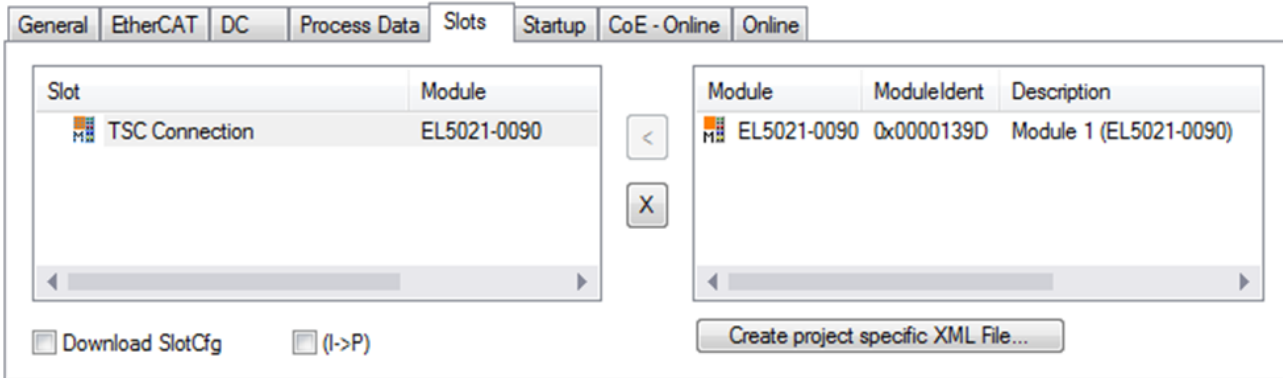 General EtherCAT DC Process Data Slots Startup CoE - Online Online
Slot Module
TSC Connection EL5021-0090
<
X
Module ModuleIdent Description
EL5021-0090 0x0000139D Module 1 (EL5021-0090)
Download SlotCfg (I->P)
Create project specific XML File...